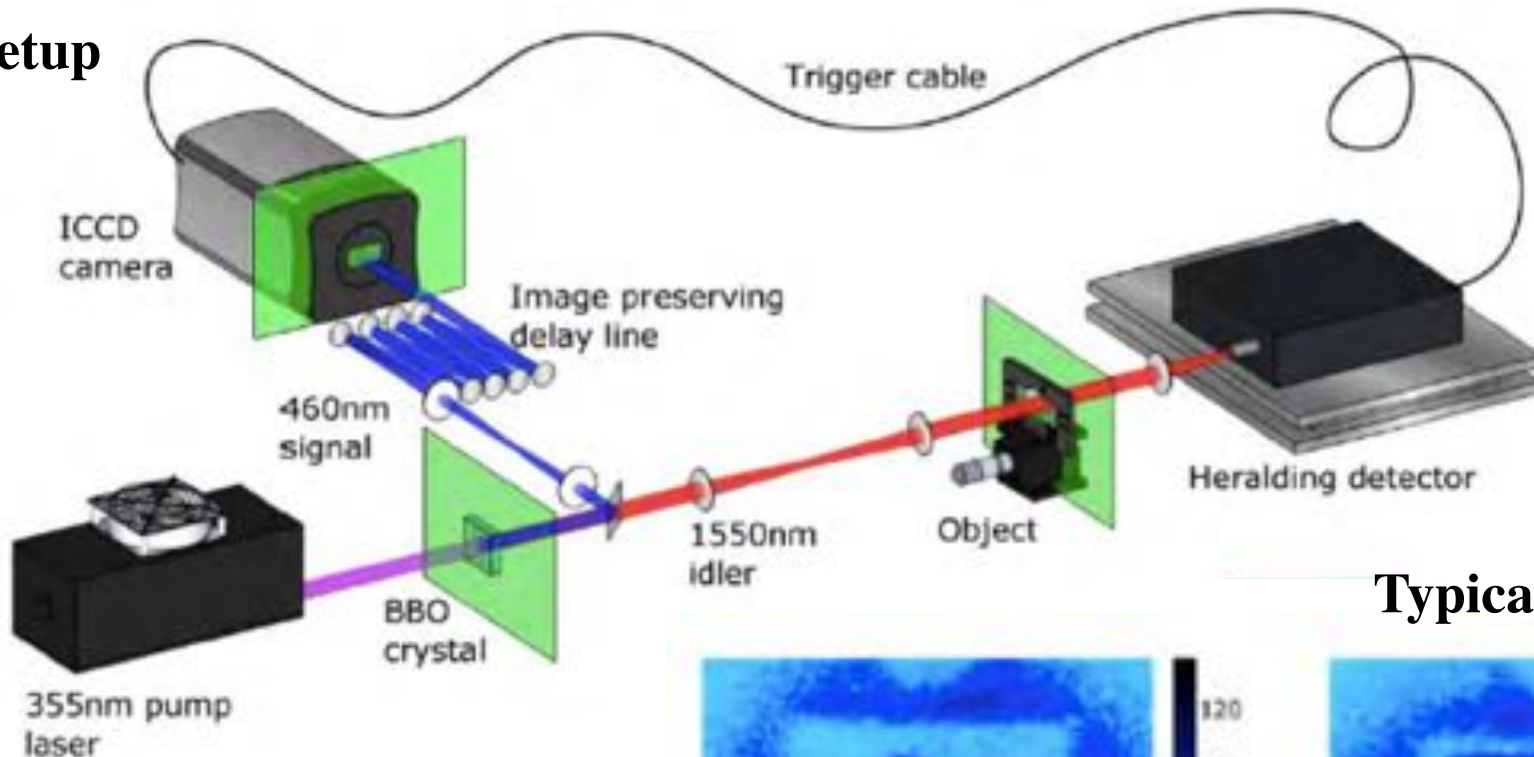 etup
Trigger cable
ICCD
camera
Image preserving
delay line
460nm
signal
Heralding detector
Object
1550nm
idler
BBO
crystal
Typica
355nm pump
laser
120